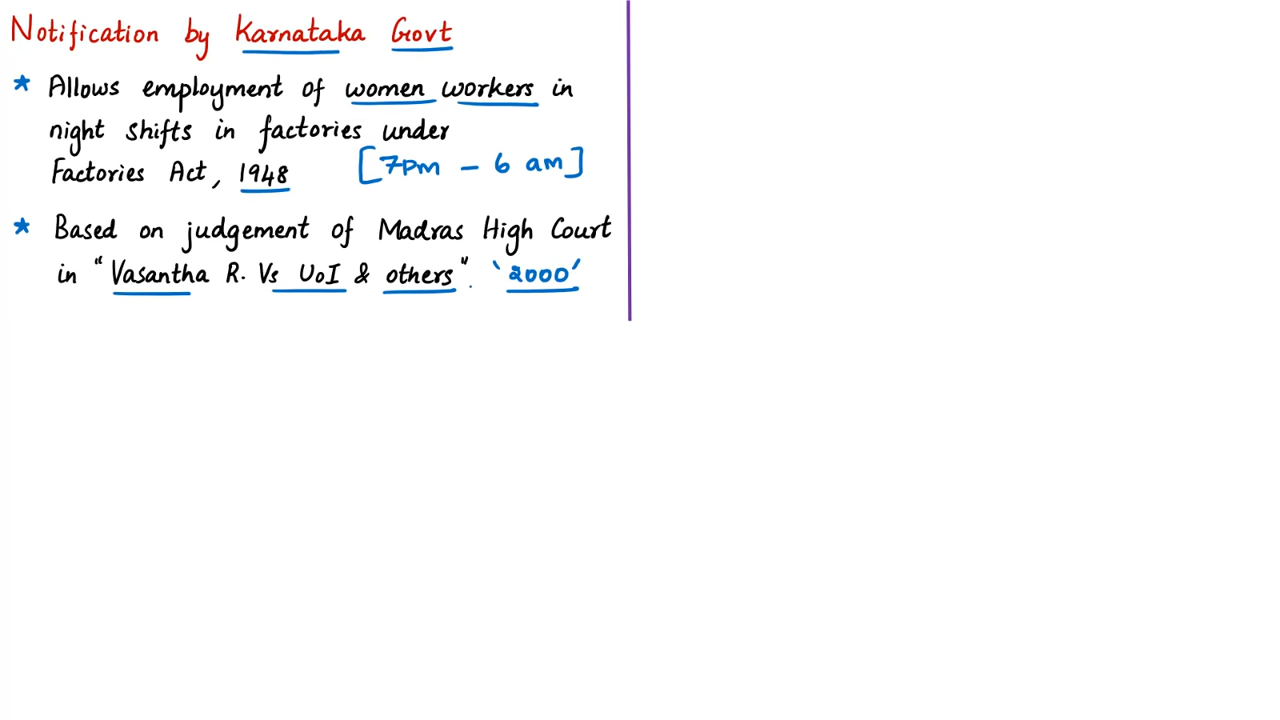 Notification by Karnataka Govt
* Allows employment of women workers in
night shifts in factories under
Factories Act, 1948 [7pm – 6 am]
* Based on judgement of Madras High Court
in "Vasantha R. Vs UoI & others". '2000'